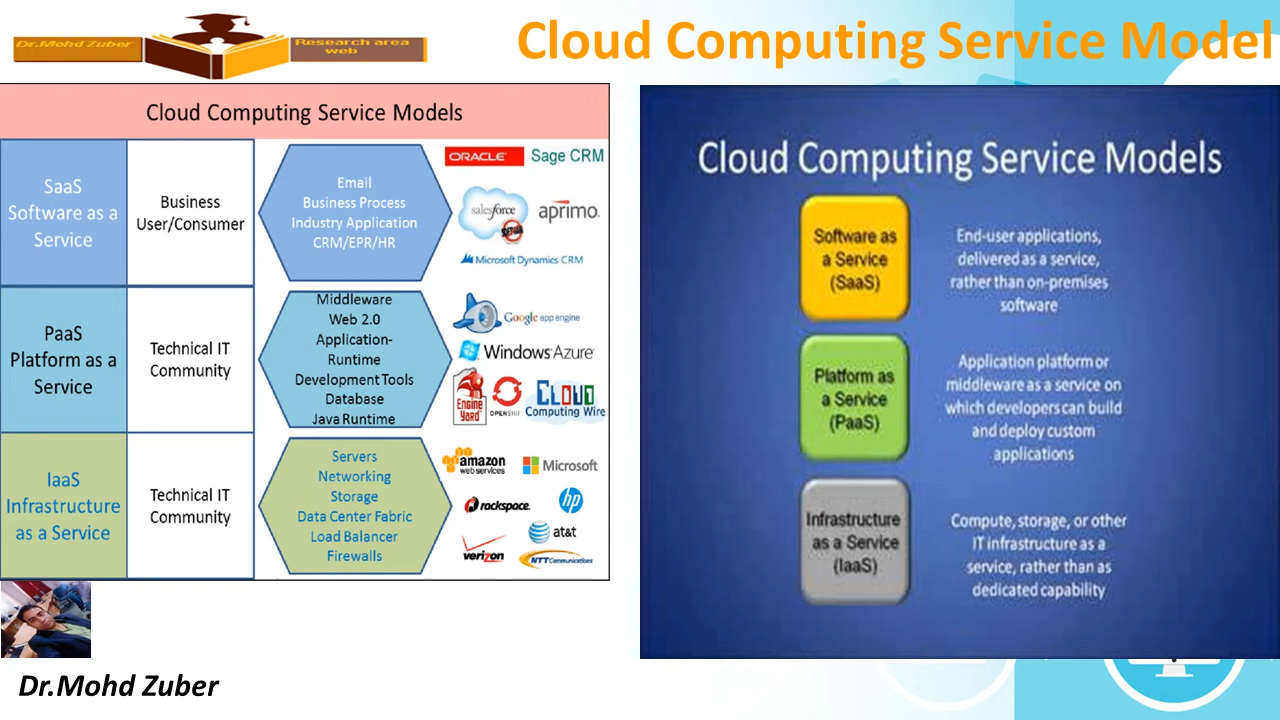 Dr.Mohd Zuber
Research area
web
Cloud Computing Service Model
Cloud Computing Service Models
SaaS
Software as a
Service
Business
User/Consumer
Email
Business Process
Industry Application
CRM/EPR/HR
ORACLE
Sage CRM
salesforce
aprimo.
Microsoft Dynamics CRM
PaaS
Platform as a
Service
Technical IT
Community
Middleware
Web 2.0
Application-
Runtime
Development Tools
Database
Java Runtime
Google app engine
Windows Azure
Engine
Yard
OPENSHIFT
CLOUD
Computing Wire
IaaS
Infrastructure
as a Service
Technical IT
Community
Servers
Networking
Storage
Data Center Fabric
Load Balancer
Firewalls
amazon
web services
Microsoft
rackspace.
hp
at&t
verizon
NTT Communications
Cloud Computing Service Models
Software as
a Service
(SaaS)
End-user applications,
delivered as a service,
rather than on-premises
software
Platform as
a Service
(PaaS)
Application platform or
middleware as a service on
which developers can build
and deploy custom
applications
Infrastructure
as a Service
(IaaS)
Compute, storage, or other
IT infrastructure as a
service, rather than as
dedicated capability
Dr.Mohd Zuber